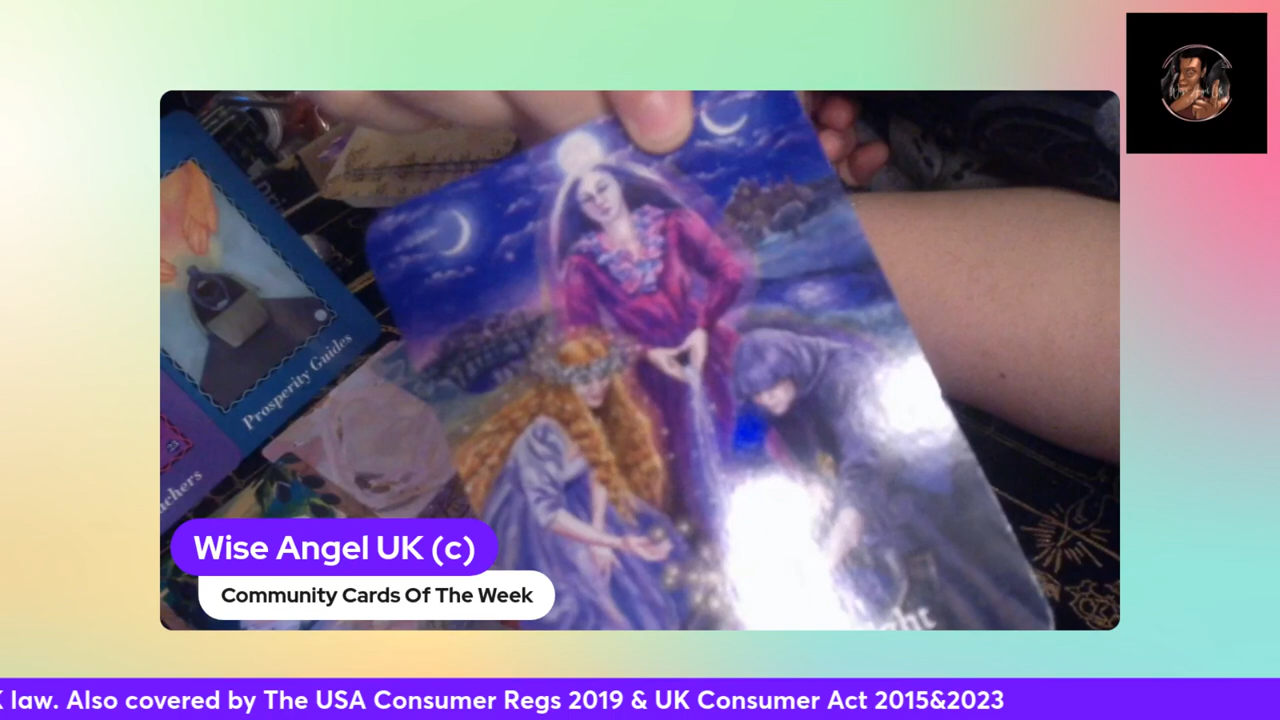 Prosperity Guides
Wise Angel UK (c)
Community Cards Of The Week
law. Also covered by The USA Consumer Regs 2019 & UK Consumer Act 2015&2023